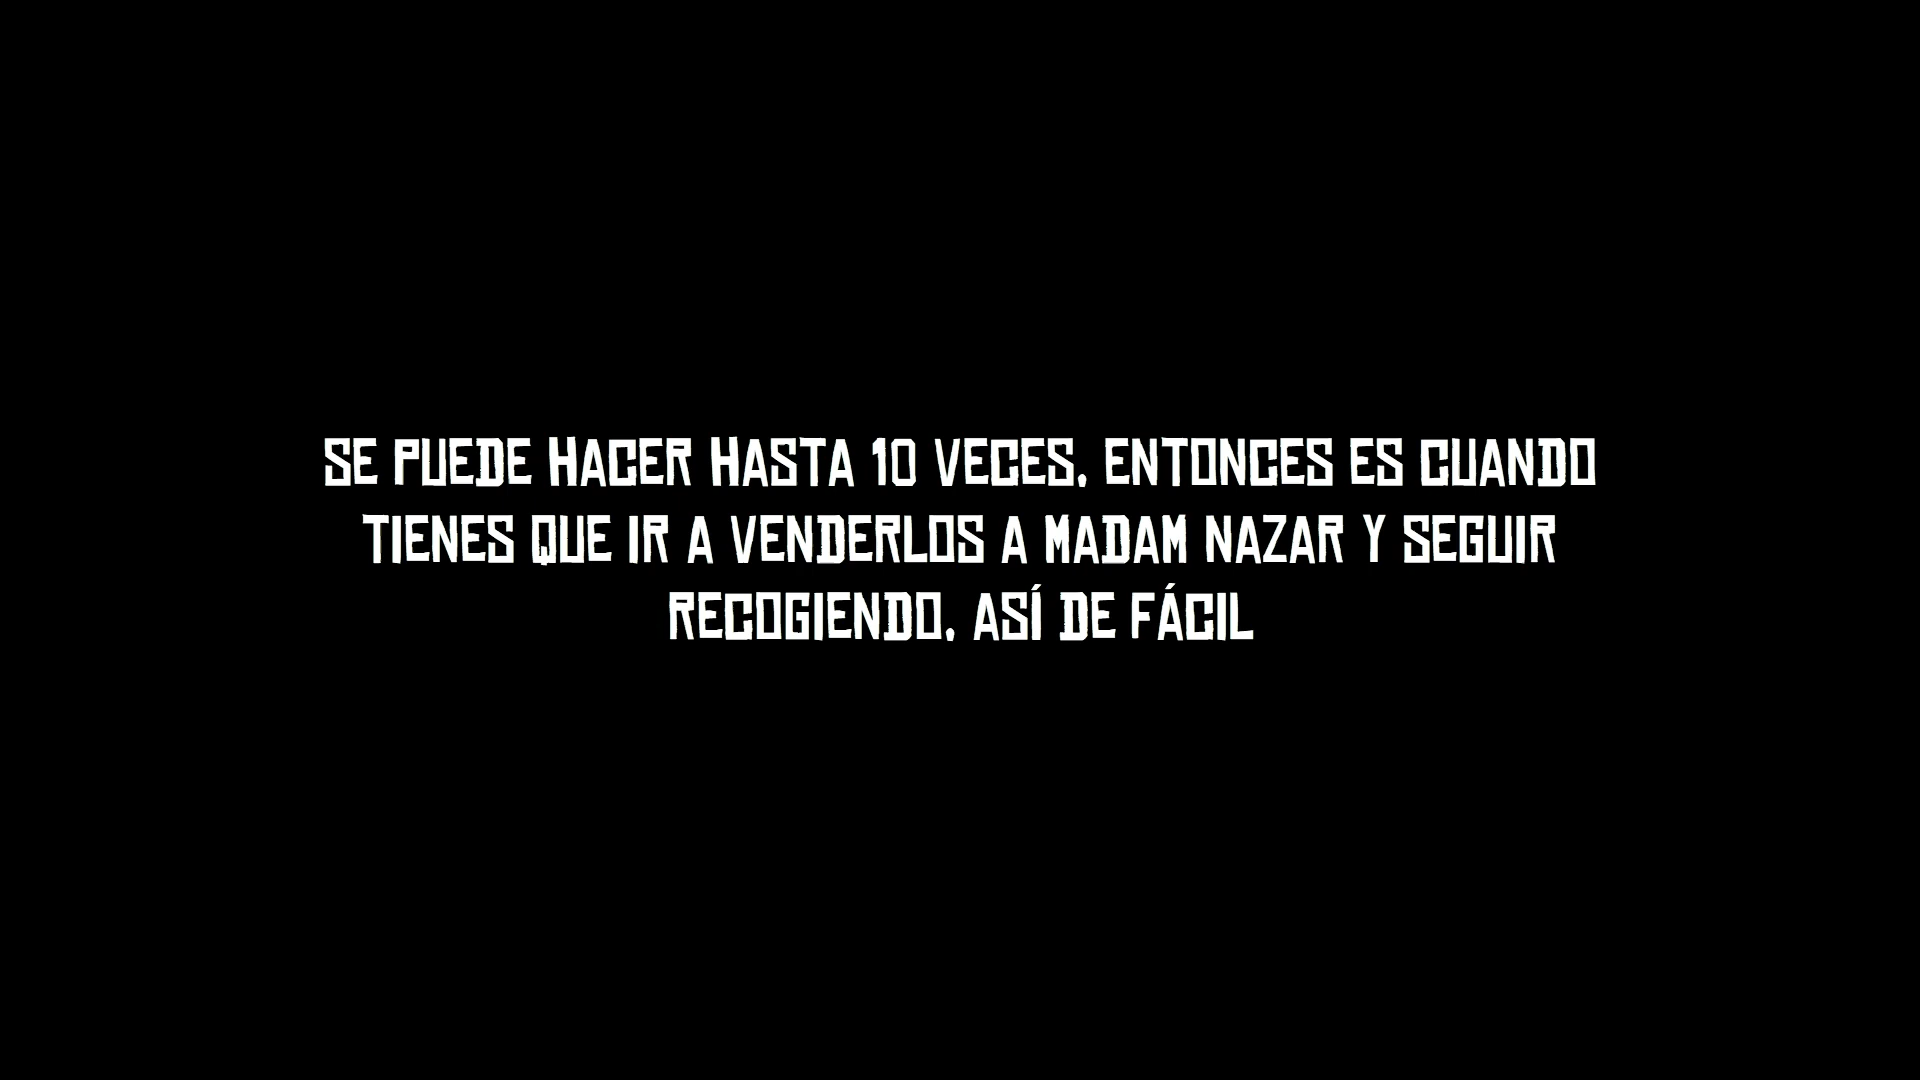 SE PUEDE HACER HASTA 10 VECES, ENTONCES ES CUANDO
TIENES QUE IR A VENDERLOS A MADAM NAZAR Y SEGUIR
RECOGIENDO, ASÍ DE FÁCIL